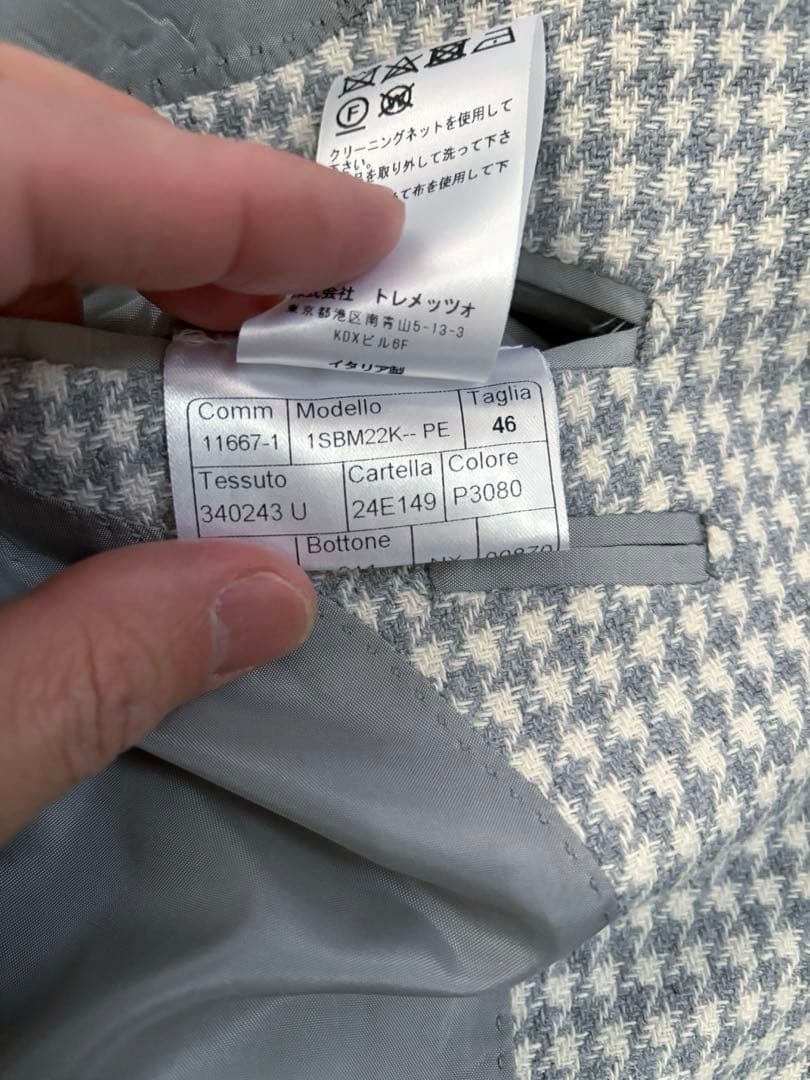 F W
クリーニングネットを使用して
下さい。
を取り外して洗って下さ
て布を使用して下
株式会社 トレメッツォ
東京都港区南青山5-13-3
KDXビル6F
イタリア製
Comm Modello Taglia
11667-1 1SBM22K-- PE 46
Tessuto Cartella Colore
340243 U 24E149 P3080
Bottone